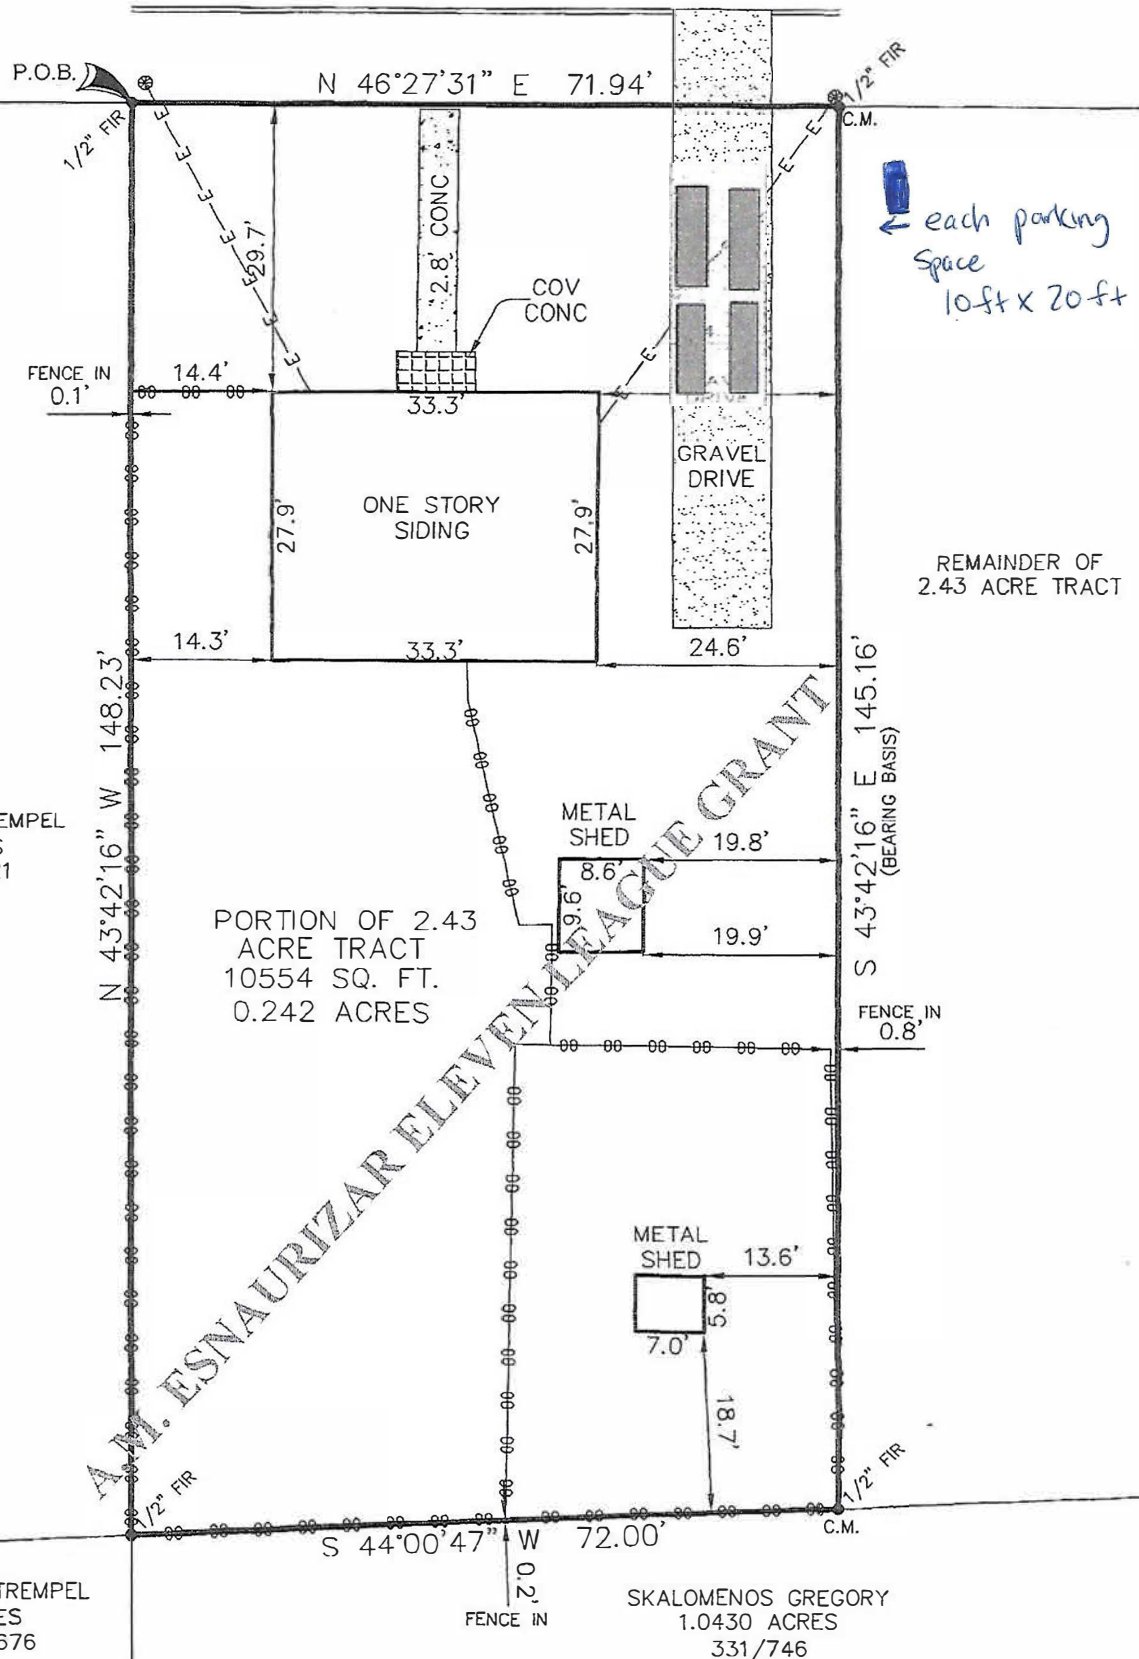 P.O.B.
N 46°27'31" E 71.94'
1/2" FIR
C.M.
1/2" FIR
E
E
E
E
E
E
E
E
E
29.7'
2.8' CONC
COV
CONC
← each parking
Space
10ft x 20ft
FENCE IN
0.1'
14.4'
33.3'
27.9'
ONE STORY
SIDING
27.9'
GRAVEL
DRIVE
REMAINDER OF
2.43 ACRE TRACT
14.3'
33.3'
24.6'
N 43°42'16" W 148.23'
S 43°42'16" E 145.16'
(BEARING BASIS)
METAL
SHED
8.6'
9.6'
19.8'
19.9'
PORTION OF 2.43
ACRE TRACT
10554 SQ. FT.
0.242 ACRES
A.M. ESNAURIZAR ELEVEN LEAGUE GRANT
FENCE IN
0.8'
METAL
SHED
13.6'
5.8'
7.0'
18.7'
1/2" FIR
1/2" FIR
C.M.
S 44°00'47" W 72.00'
0.2'
FENCE IN
TREMPEL
676
SKALOMENOS GREGORY
1.0430 ACRES
331/746